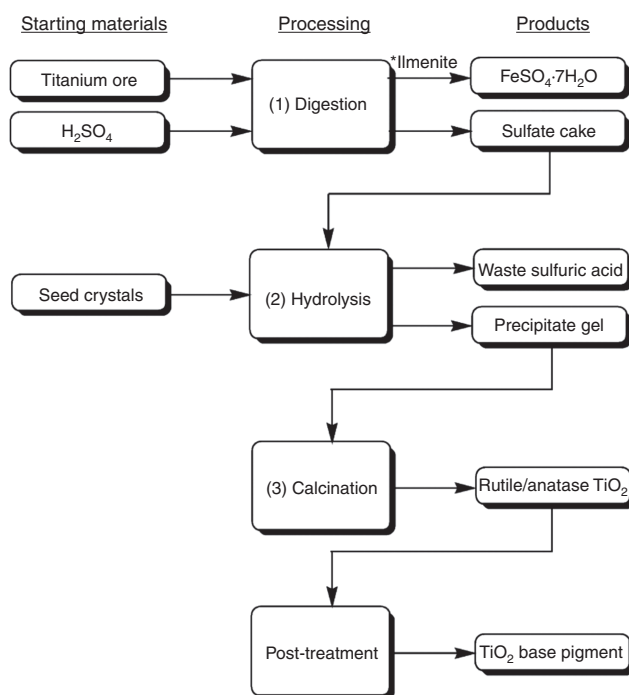 Starting materials Processing Products
Titanium ore
H₂SO₄
(1) Digestion
*Ilmenite
FeSO₄·7H₂O
Sulfate cake
Seed crystals
(2) Hydrolysis
Waste sulfuric acid
Precipitate gel
(3) Calcination
Rutile/anatase TiO₂
Post-treatment
TiO₂ base pigment